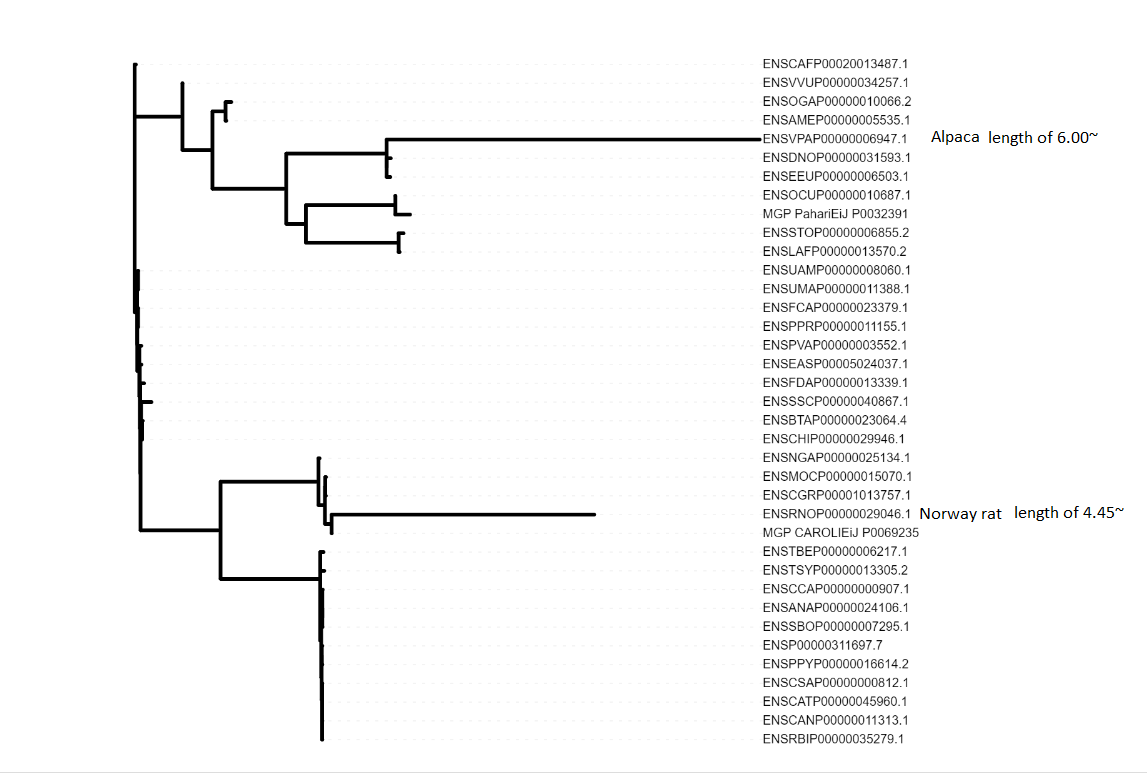 ENSCAFP00020013487.1
ENSVVUP00000034257.1
ENSOGAP00000010066.2
ENSAMEP00000005535.1
ENSVPAP00000006947.1 Alpaca length of 6.00~
ENSDNOP00000031593.1
ENSEEUP00000006503.1
ENSOCUP00000010687.1
MGP PahariEiJ P0032391
ENSSTOP00000006855.2
ENSLAFP00000013570.2
ENSUAMP00000008060.1
ENSUMAP00000011388.1
ENSFCAP00000023379.1
ENSPPRP00000011155.1
ENSPVAP00000003552.1
ENSEASP00005024037.1
ENSFDAP00000013339.1
ENSSSCP00000040867.1
ENSBTAP00000023064.4
ENSCHIP00000029946.1
ENSNGAP00000025134.1
ENSMOCP00000015070.1
ENSCGRP00001013757.1
ENSRNOP00000029046.1 Norway rat length of 4.45~
MGP CAROLIEiJ P0069235
ENSTBEP00000006217.1
ENSTSYP00000013305.2
ENSCCAP00000000907.1
ENSANAP00000024106.1
ENSSBOP00000007295.1
ENSP00000311697.7
ENSPPYP00000016614.2
ENSCSAP00000000812.1
ENSCATP00000045960.1
ENSCANP00000011313.1
ENSRBIP00000035279.1